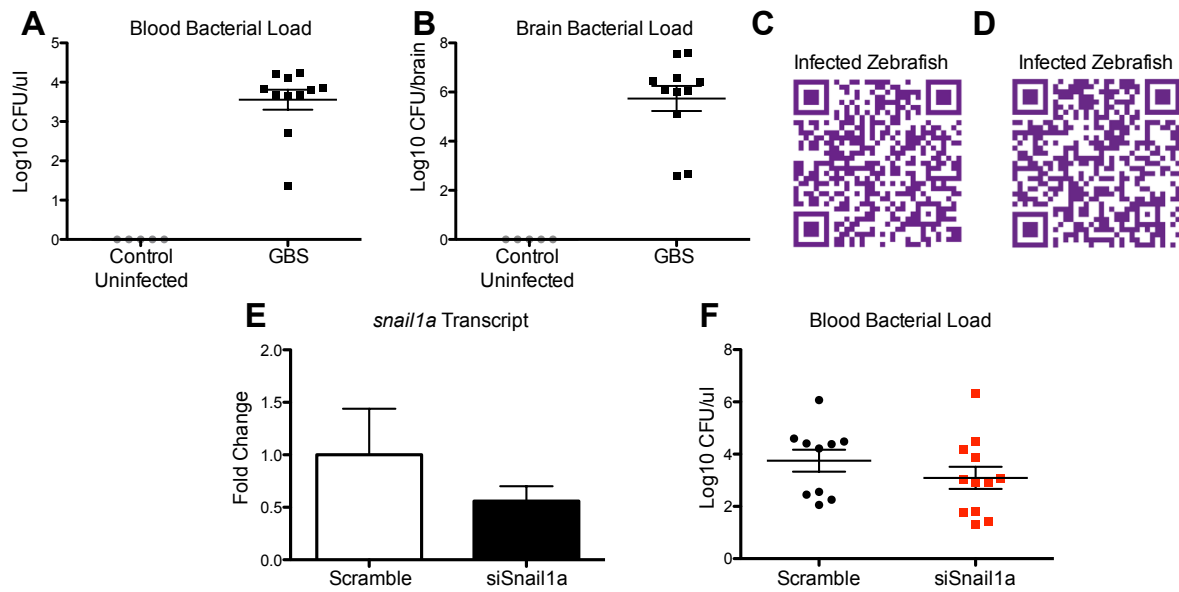 A
Blood Bacterial Load
Log10 CFU/ul
5
4
3
2
1
0
Control
Uninfected
GBS
B
Brain Bacterial Load
Log10 CFU/brain
8
6
4
2
0
Control
Uninfected
GBS
C
Infected Zebrafish
D
Infected Zebrafish
E
snail1a Transcript
Fold Change
2.0
1.5
1.0
0.5
0.0
Scramble
siSnail1a
F
Blood Bacterial Load
Log10 CFU/ul
8
6
4
2
0
Scramble
siSnail1a